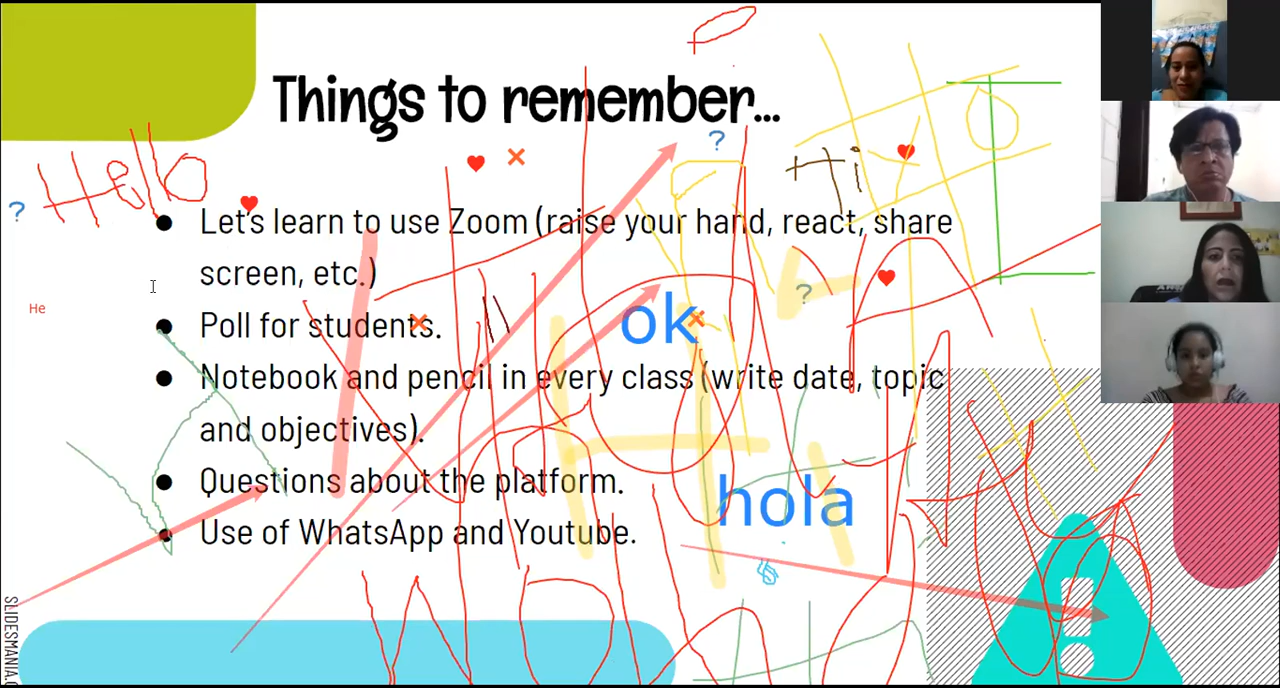 Things to remember...
Hello
Hi
? 
?
● Let's learn to use Zoom (raise your hand, react, share
screen, etc.)
?
He
ok
● Poll for students.
● Notebook and pencil in every class (write date, topic
and objectives).
● Questions about the platform.
hola
● Use of WhatsApp and Youtube.
SLIDESMANIA.C